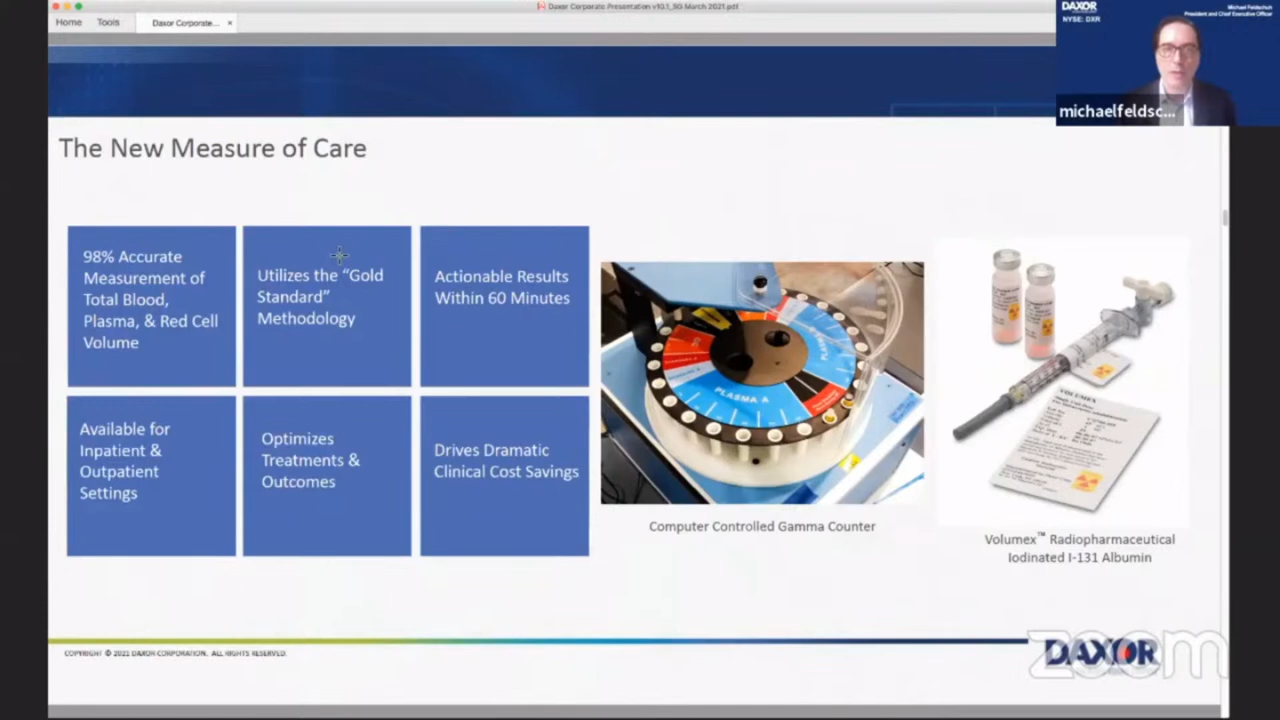 Daxor Corporate Presentation v10.1_SG March 2021.pdf
Home Tools Daxor Corporate... ×
DAXOR
NYSE: DXR
Michael Feldschuh
President and Chief Executive Officer
michaelfeldsc...
The New Measure of Care
98% Accurate
Measurement of
Total Blood,
Plasma, & Red Cell
Volume
Utilizes the “Gold
Standard”
Methodology
Actionable Results
Within 60 Minutes
Available for
Inpatient &
Outpatient
Settings
Optimizes
Treatments &
Outcomes
Drives Dramatic
Clinical Cost Savings
PLASMA A
PLASMA
VOLUMEX
Computer Controlled Gamma Counter
Volumex™ Radiopharmaceutical
Iodinated I-131 Albumin
COPYRIGHT © 2021 DAXOR CORPORATION. ALL RIGHTS RESERVED.
DAXOR
zoom